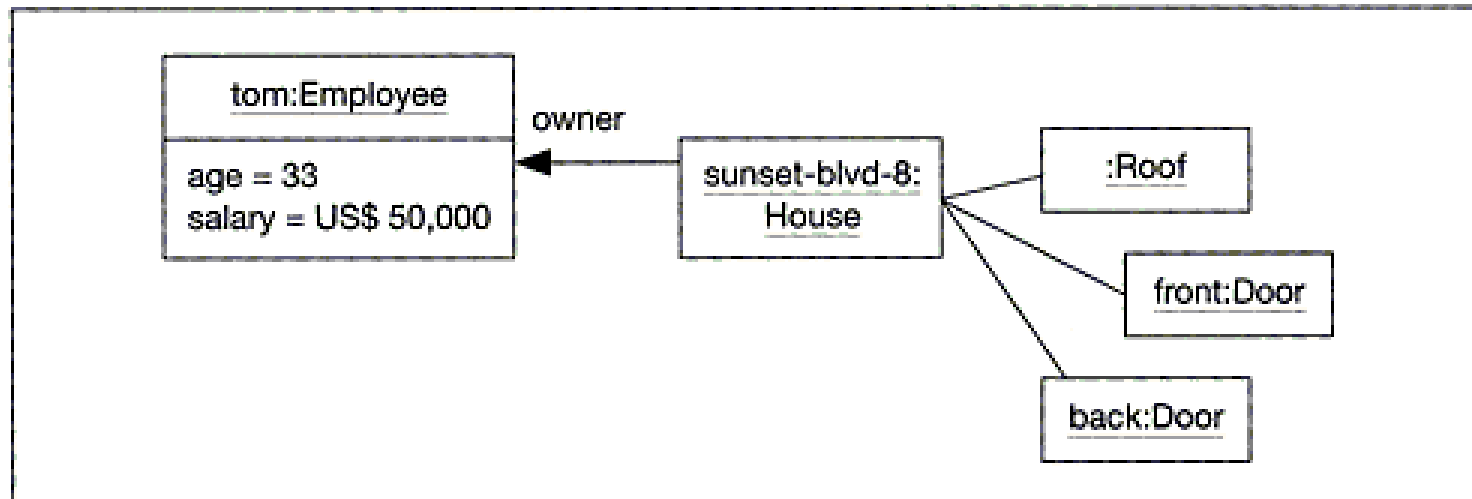 tom:Employee
age = 33
salary = US$ 50,000
owner
sunset-blvd-8:
House
:Roof
front:Door
back:Door